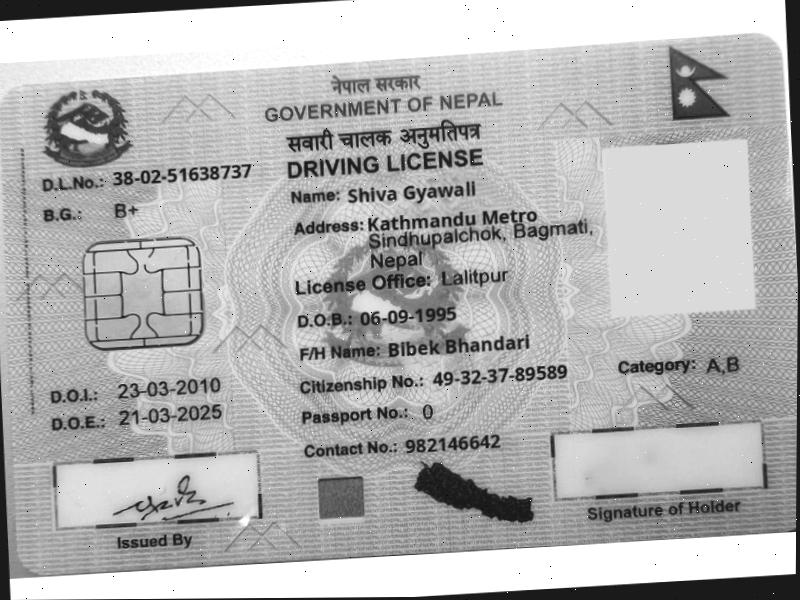 नेपाल सरकार
GOVERNMENT OF NEPAL
सवारी चालक अनुमतिपत्र
DRIVING LICENSE
D.L.No.: 38-02-51638737
B.G.: B+
Name: Shiva Gyawali
Address: Kathmandu Metro
Sindhupalchok, Bagmati,
Nepal
License Office: Lalitpur
D.O.B.: 06-09-1995
F/H Name: Bibek Bhandari
Citizenship No.: 49-32-37-89589
Category: A,B
D.O.I.: 23-03-2010
Passport No.: 0
D.O.E.: 21-03-2025
Contact No.: 982146642
Issued By
Signature of Holder